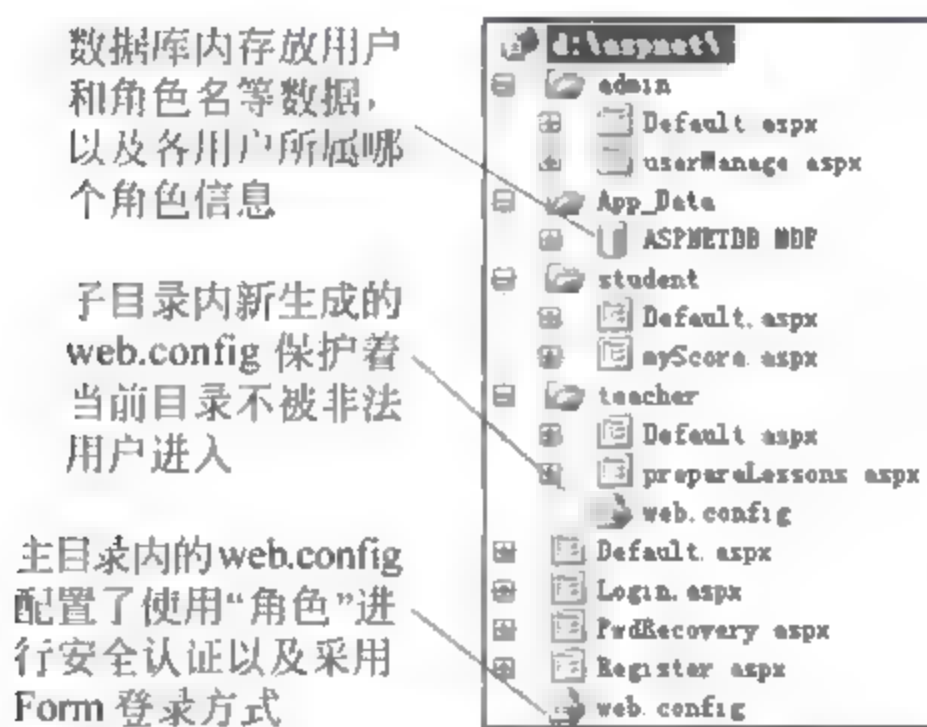 数据库内存放用户
和角色名等数据，
以及各用户所属哪
个角色信息
子目录内新生成的
web.config 保护着
当前目录不被非法
用户进入
主目录内的web.config
配置了使用“角色”进
行安全认证以及采用
Form 登录方式
d:\aspnet\
admin
Default.aspx
userManage.aspx
App_Data
ASPNETDB.MDF
student
Default.aspx
myScore.aspx
teacher
Default.aspx
prepareLessons.aspx
web.config
Default.aspx
Login.aspx
PwdRecovery.aspx
Register.aspx
web.config